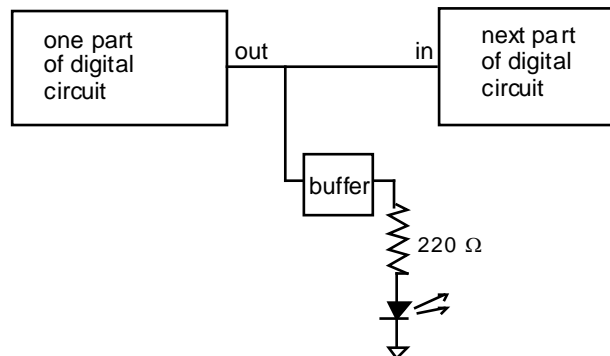 one part
of digital
circuit
out
in
next part
of digital
circuit
buffer
220 Ω